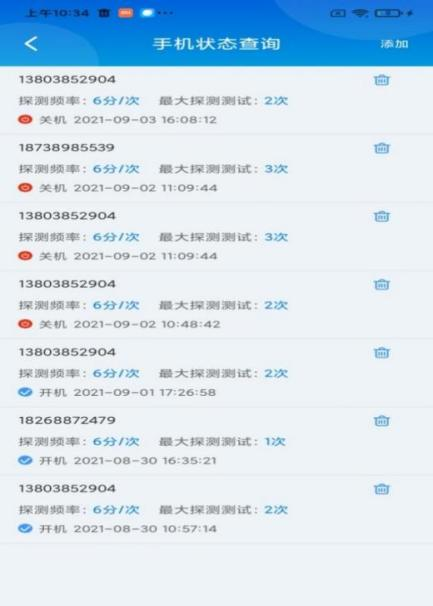 上午10:34
手机状态查询
添加
13803852904
探测频率：6分/次 最大探测测试：2次
关机 2021-09-03 16:08:12
18738985539
探测频率：6分/次 最大探测测试：3次
关机 2021-09-02 11:09:44
13803852904
探测频率：6分/次 最大探测测试：3次
关机 2021-09-02 11:09:44
13803852904
探测频率：6分/次 最大探测测试：2次
关机 2021-09-02 10:48:42
13803852904
探测频率：6分/次 最大探测测试：2次
开机 2021-09-01 17:26:58
18268872479
探测频率：6分/次 最大探测测试：1次
开机 2021-08-30 16:35:21
13803852904
探测频率：6分/次 最大探测测试：2次
开机 2021-08-30 10:57:14